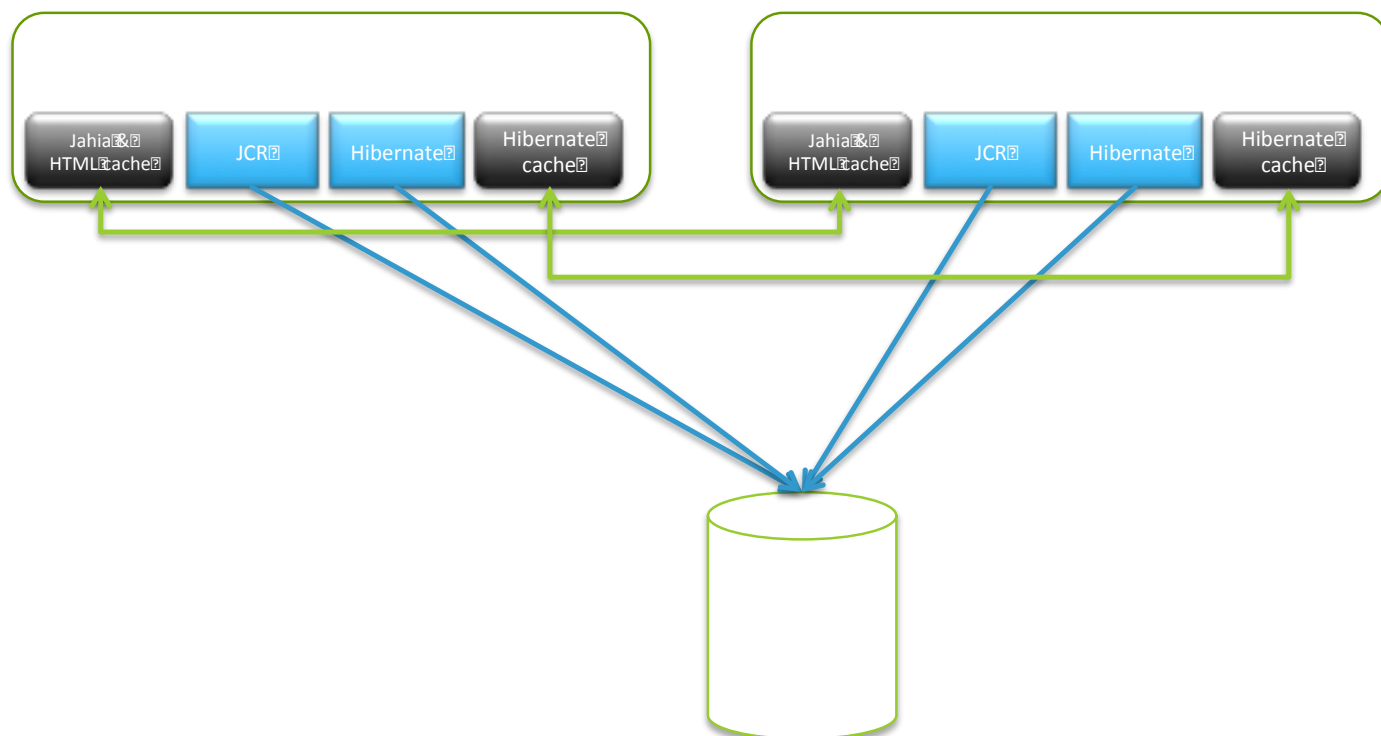 Jahia &
HTML cache
JCR
Hibernate
Hibernate
cache
Jahia &
HTML cache
JCR
Hibernate
Hibernate
cache